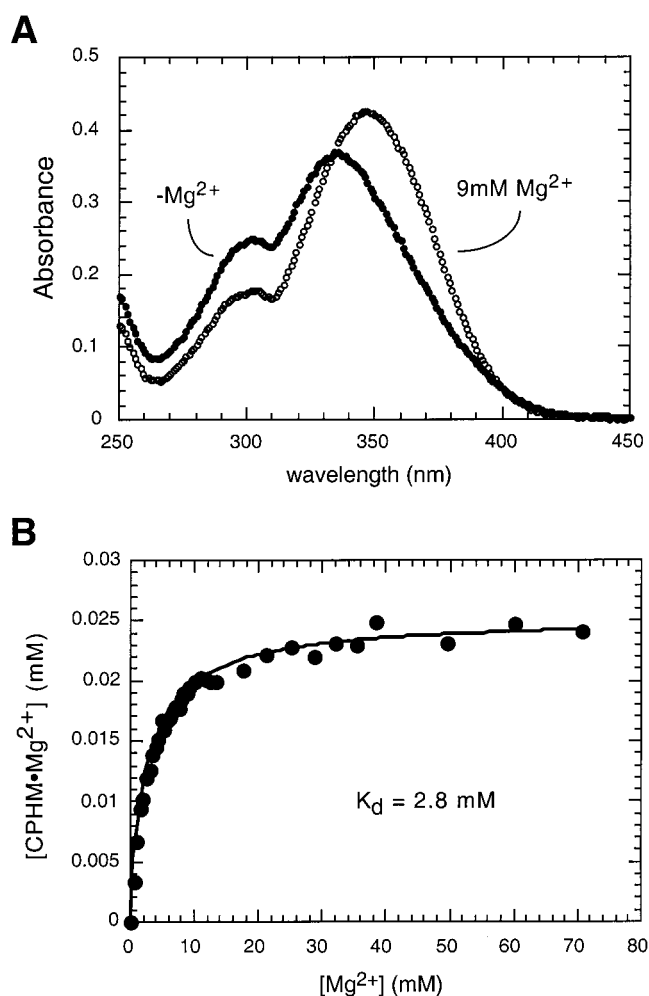 A
0.5
0.4
0.3
0.2
0.1
0
Absorbance
-Mg2+
9mM Mg2+
250 300 350 400 450
wavelength (nm)
B
0.03
0.025
0.02
0.015
0.01
0.005
0
[CPHM•Mg2+] (mM)
Kd = 2.8 mM
0 10 20 30 40 50 60 70 80
[Mg2+] (mM)